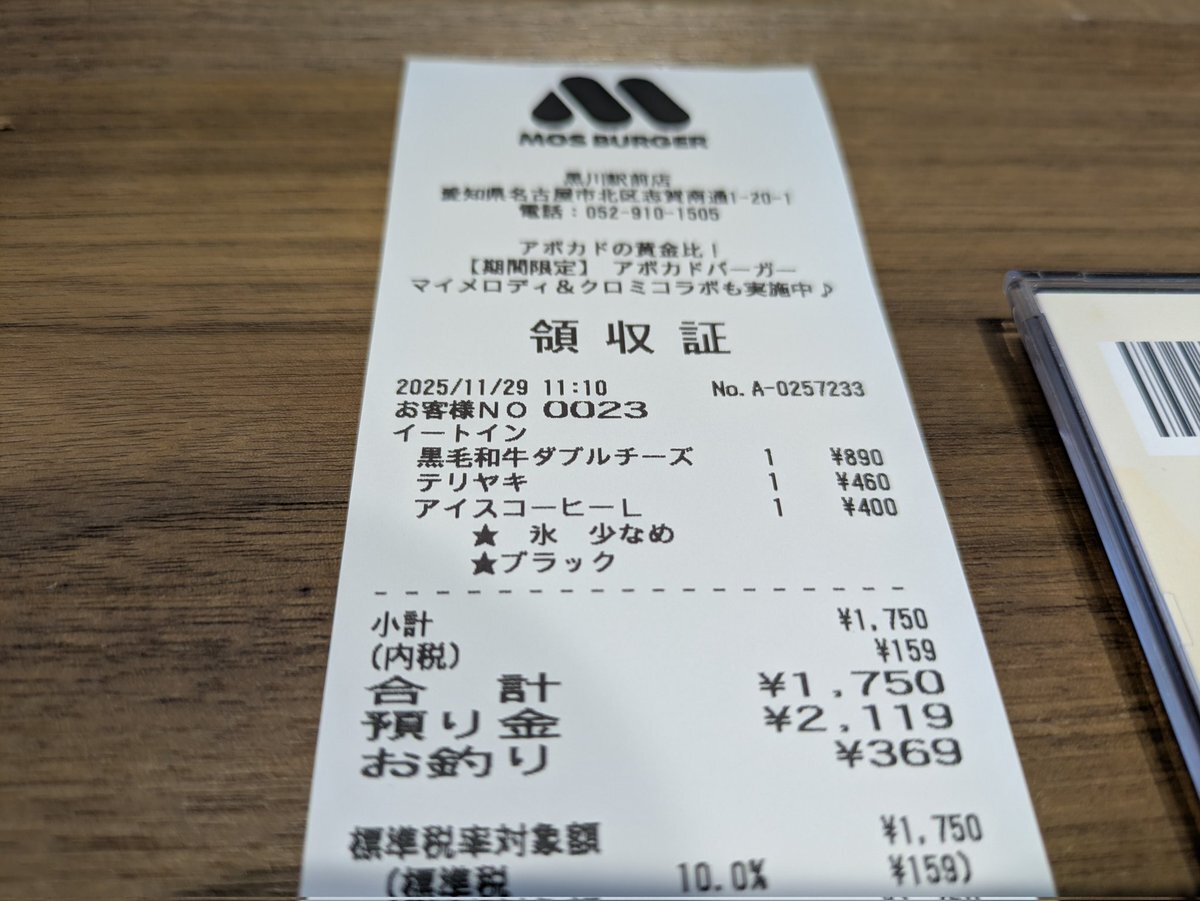 MOS BURGER
黒川駅前店
愛知県名古屋市北区志賀南通1-20-1
電話：052-910-1505
アボカドの黄金比！
【期間限定】 アボカドバーガー
マイメロディ＆クロミコラボも実施中♪
領収証
2025/11/29 11:10 No.A-0257233
お客様NO 0023
イートイン
黒毛和牛ダブルチーズ 1 ¥890
テリヤキ 1 ¥460
アイスコーヒーL 1 ¥400
★ 氷 少なめ
★ブラック
小計 ¥1,750
(内税) ¥159
合計 ¥1,750
預り金 ¥2,119
お釣り ¥369
標準税率対象額 ¥1,750
(標準税 10.0% ¥159)